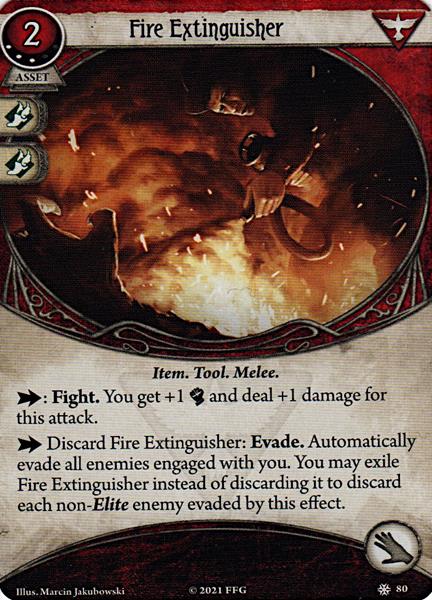 Fire Extinguisher
2
ASSET
Item. Tool. Melee.
: Fight. You get +1 and deal +1 damage for
this attack.
Discard Fire Extinguisher: Evade. Automatically
evade all enemies engaged with you. You may exile
Fire Extinguisher instead of discarding it to discard
each non-Elite enemy evaded by this effect.
Illus. Marcin Jakubowski
© 2021 FFG
80